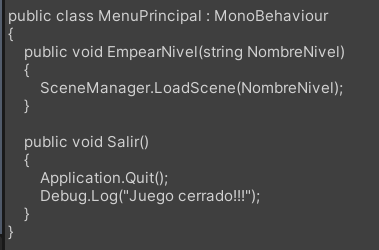 public class MenuPrincipal : MonoBehaviour
{
    public void EmpearNivel(string NombreNivel)
    {
        SceneManager.LoadScene(NombreNivel);
    }

    public void Salir()
    {
        Application.Quit();
        Debug.Log("Juego cerrado!!!");
    }
}